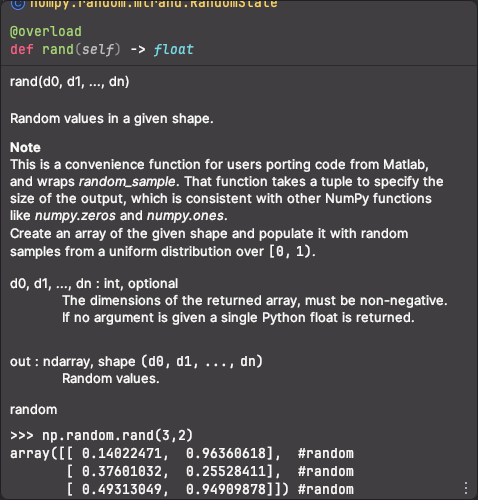 numpy.random.mtrand.RandomState
@overload
def rand(self) -> float
rand(d0, d1, ..., dn)
Random values in a given shape.
Note
This is a convenience function for users porting code from Matlab,
and wraps random_sample. That function takes a tuple to specify the
size of the output, which is consistent with other NumPy functions
like numpy.zeros and numpy.ones.
Create an array of the given shape and populate it with random
samples from a uniform distribution over [0, 1).
d0, d1, ..., dn : int, optional
The dimensions of the returned array, must be non-negative.
If no argument is given a single Python float is returned.
out : ndarray, shape (d0, d1, ..., dn)
Random values.
random
>>> np.random.rand(3,2)
array([[ 0.14022471,  0.96360618],  #random
       [ 0.37601032,  0.25528411],  #random
       [ 0.49313049,  0.94909878]]) #random